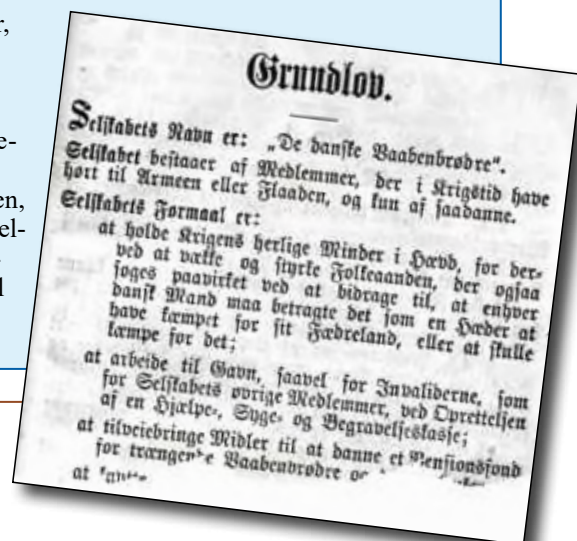 r,
e-
en,
el-
l
Grundlov.
Selskabets Navn er: „De danske Vaabenbrødre“.
Selskabet bestaaer af Medlemmer, der i Krigstid have
hørt til Armeen eller Flaaden, og kun af saadanne.
Selskabets Formaal er:
at holde Krigens herlige Minder i Hævd, for der-
ved at vække og styrke Folkeaanden, der ogsaa
søges paavirket ved at bidrage til, at enhver
dansk Mand maa betragte det som en Hæder at
have kæmpet for sit Fædreland, eller at skulle
kæmpe for det;
at arbeide til Gavn, saavel for Invaliderne, som
for Selskabets øvrige Medlemmer, ved Oprettelsen
af en Hjælpe-, Syge- og Begravelseskasse;
at tilveiebringe Midler til at danne et Pensionsfond
for trængende Vaabenbrødre og
at